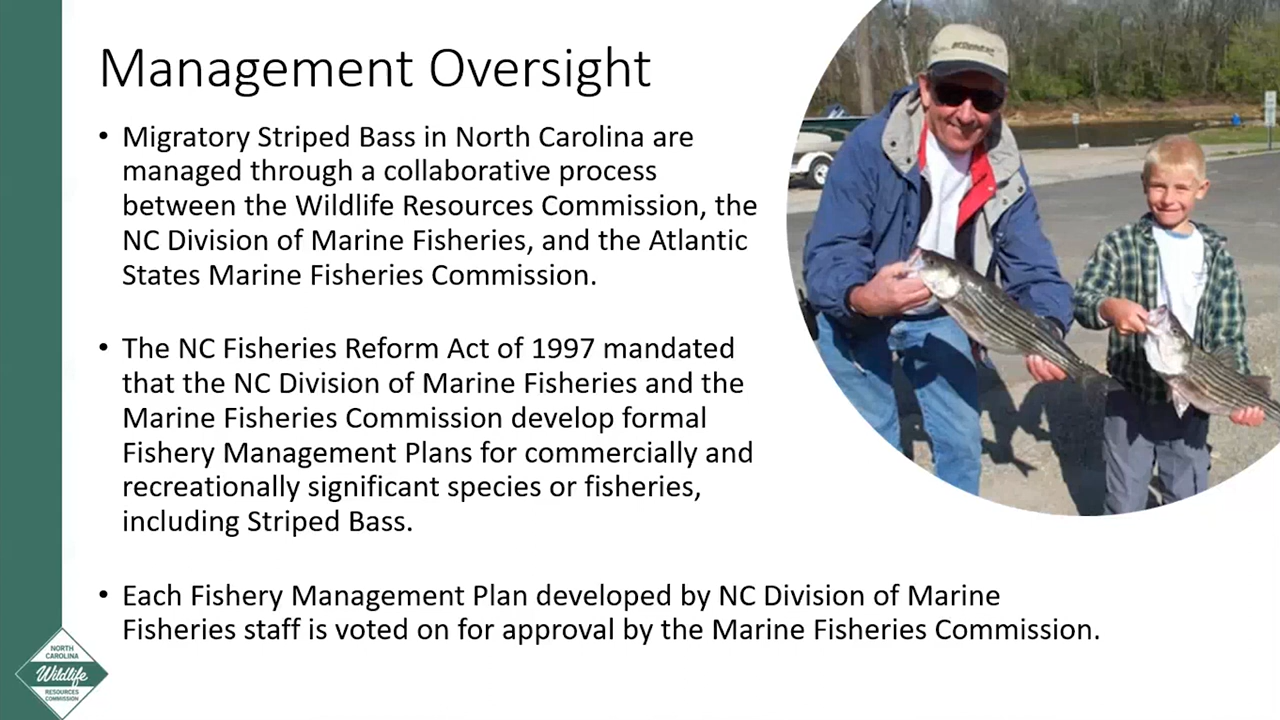 Management Oversight
• Migratory Striped Bass in North Carolina are
managed through a collaborative process
between the Wildlife Resources Commission, the
NC Division of Marine Fisheries, and the Atlantic
States Marine Fisheries Commission.
• The NC Fisheries Reform Act of 1997 mandated
that the NC Division of Marine Fisheries and the
Marine Fisheries Commission develop formal
Fishery Management Plans for commercially and
recreationally significant species or fisheries,
including Striped Bass.
• Each Fishery Management Plan developed by NC Division of Marine
Fisheries staff is voted on for approval by the Marine Fisheries Commission.
NORTH
CAROLINA
Wildlife
RESOURCES
COMMISSION